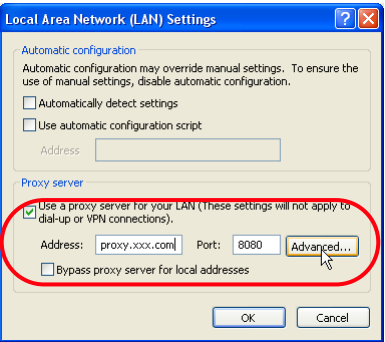 Local Area Network (LAN) Settings
Automatic configuration
Automatic configuration may override manual settings. To ensure the
use of manual settings, disable automatic configuration.
Automatically detect settings
Use automatic configuration script
Address
Proxy server
Use a proxy server for your LAN (These settings will not apply to
dial-up or VPN connections).
Address: proxy.xxx.com Port: 8080 Advanced...
Bypass proxy server for local addresses
OK Cancel